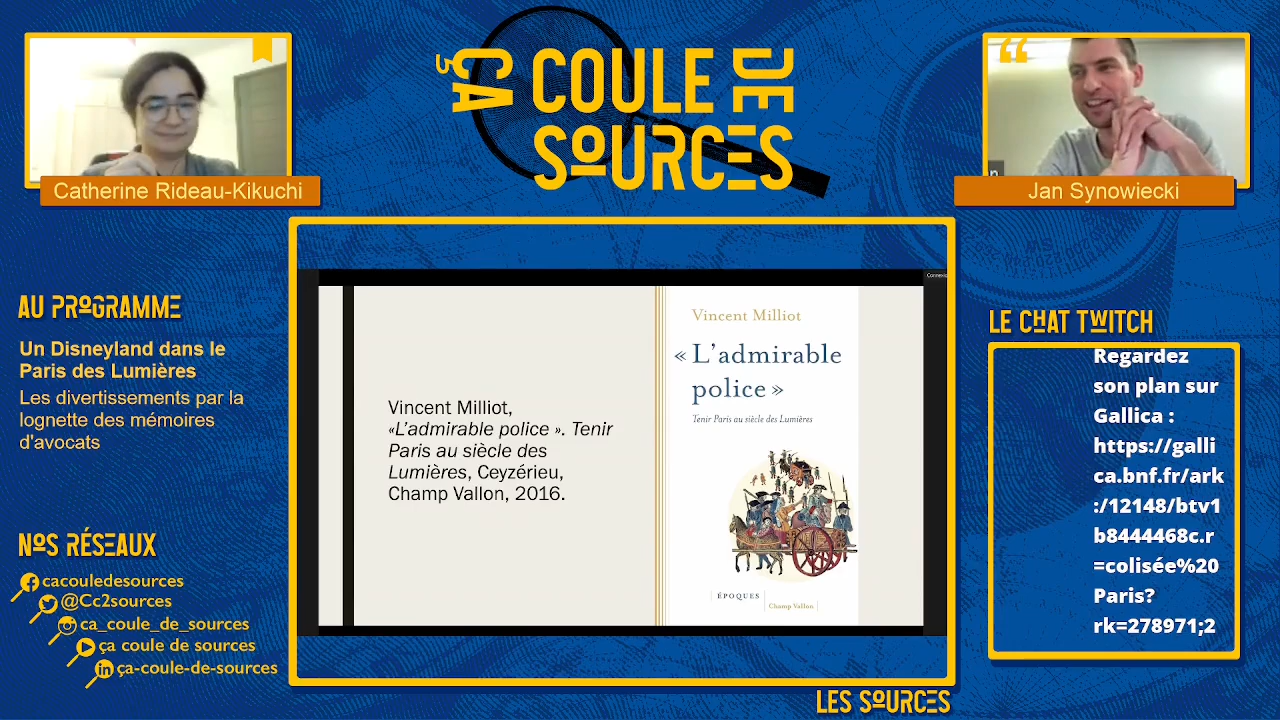 ÇA COULE DE
SOURCES
Catherine Rideau-Kikuchi
Jan Synowiecki
AU PROGRAMME
Un Disneyland dans le
Paris des Lumières
Les divertissements par la
lognette des mémoires
d'avocats
NOS RÉSEAUX
cacouledesources
@Cc2sources
ca_coule_de_sources
ça coule de sources
ça-coule-de-sources
Vincent Milliot,
«L'admirable police ». Tenir
Paris au siècle des
Lumières, Ceyzérieu,
Champ Vallon, 2016.
Vincent Milliot
« L'admirable
police »
Tenir Paris au siècle des Lumières
ÉPOQUES
Champ Vallon
LES SOURCES
LE CHAT TWITCH
Regardez
son plan sur
Gallica :
https://galli
ca.bnf.fr/ark
:/12148/btv1
b8444468c.r
=colisée%20
Paris?
rk=278971;2